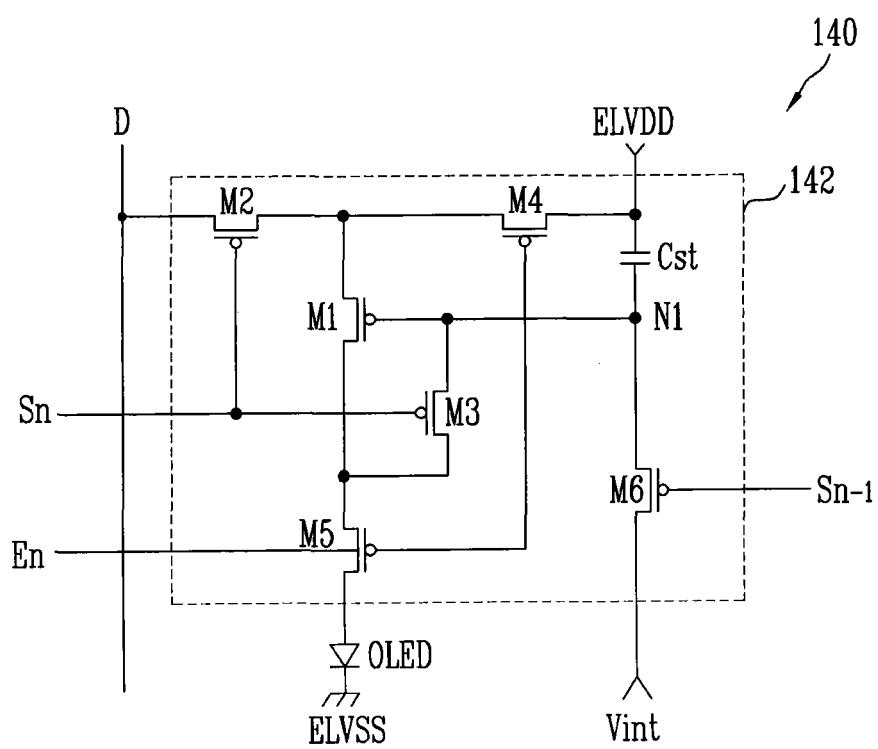 140
D
ELVDD
142
M2
M4
Cst
M1
N1
Sn
M3
M6
Sn-1
M5
En
OLED
ELVSS
Vint